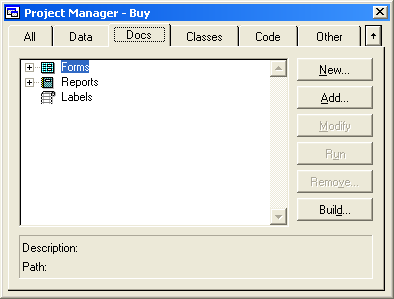 Project Manager - Buy
All Data Docs Classes Code Other
Forms
Reports
Labels
New...
Add...
Modify
Run
Remove...
Build...
Description:
Path: